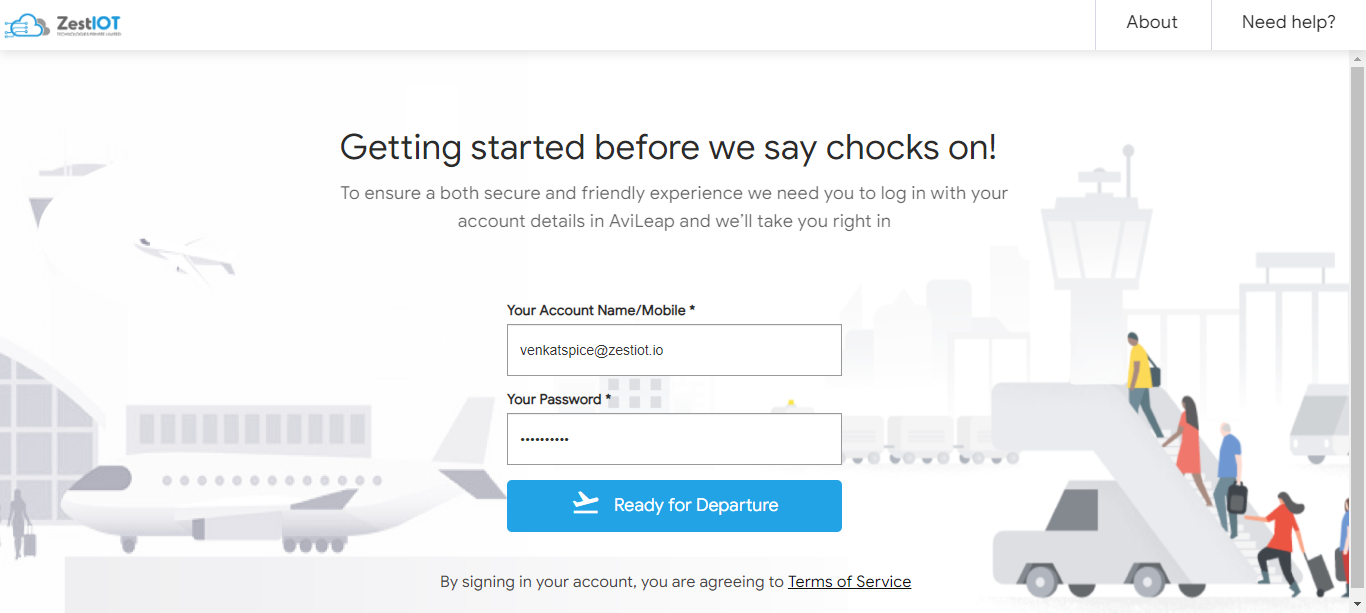 ZestIOT
TECHNOLOGIES PRIVATE LIMITED
About
Need help?
Getting started before we say chocks on!
To ensure a both secure and friendly experience we need you to log in with your
account details in AviLeap and we’ll take you right in
Your Account Name/Mobile *
venkatspice@zestiot.io
Your Password *
••••••••••
Ready for Departure
By signing in your account, you are agreeing to Terms of Service